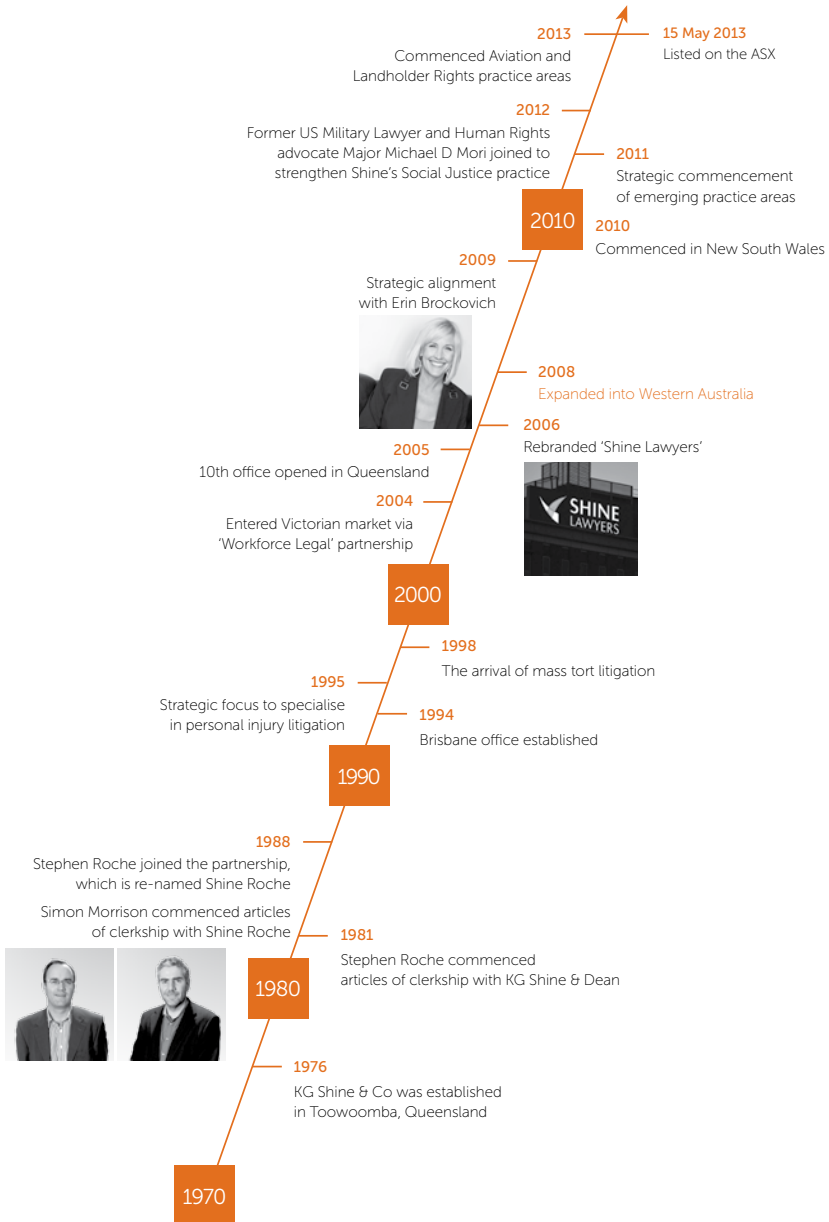 2013
Commenced Aviation and
Landholder Rights practice areas
15 May 2013
Listed on the ASX
2012
Former US Military Lawyer and Human Rights
advocate Major Michael D Mori joined to
strengthen Shine's Social Justice practice
2011
Strategic commencement
of emerging practice areas
2010
2010
Commenced in New South Wales
2009
Strategic alignment
with Erin Brockovich
2008
Expanded into Western Australia
2006
Rebranded ‘Shine Lawyers’
SHINE
LAWYERS
2005
10th office opened in Queensland
2004
Entered Victorian market via
‘Workforce Legal’ partnership
2000
1998
The arrival of mass tort litigation
1995
Strategic focus to specialise
in personal injury litigation
1994
Brisbane office established
1990
1988
Stephen Roche joined the partnership,
which is re-named Shine Roche
Simon Morrison commenced articles
of clerkship with Shine Roche
1981
Stephen Roche commenced
articles of clerkship with KG Shine & Dean
1980
1976
KG Shine & Co was established
in Toowoomba, Queensland
1970